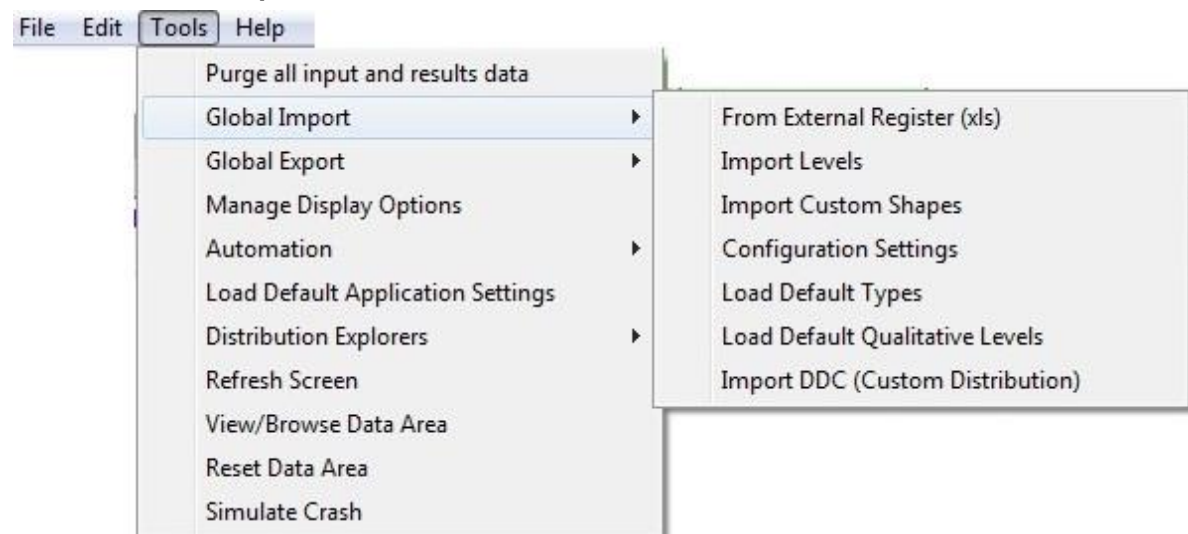 File Edit Tools Help
Purge all input and results data
Global Import
Global Export
Manage Display Options
Automation
Load Default Application Settings
Distribution Explorers
Refresh Screen
View/Browse Data Area
Reset Data Area
Simulate Crash
From External Register (xls)
Import Levels
Import Custom Shapes
Configuration Settings
Load Default Types
Load Default Qualitative Levels
Import DDC (Custom Distribution)